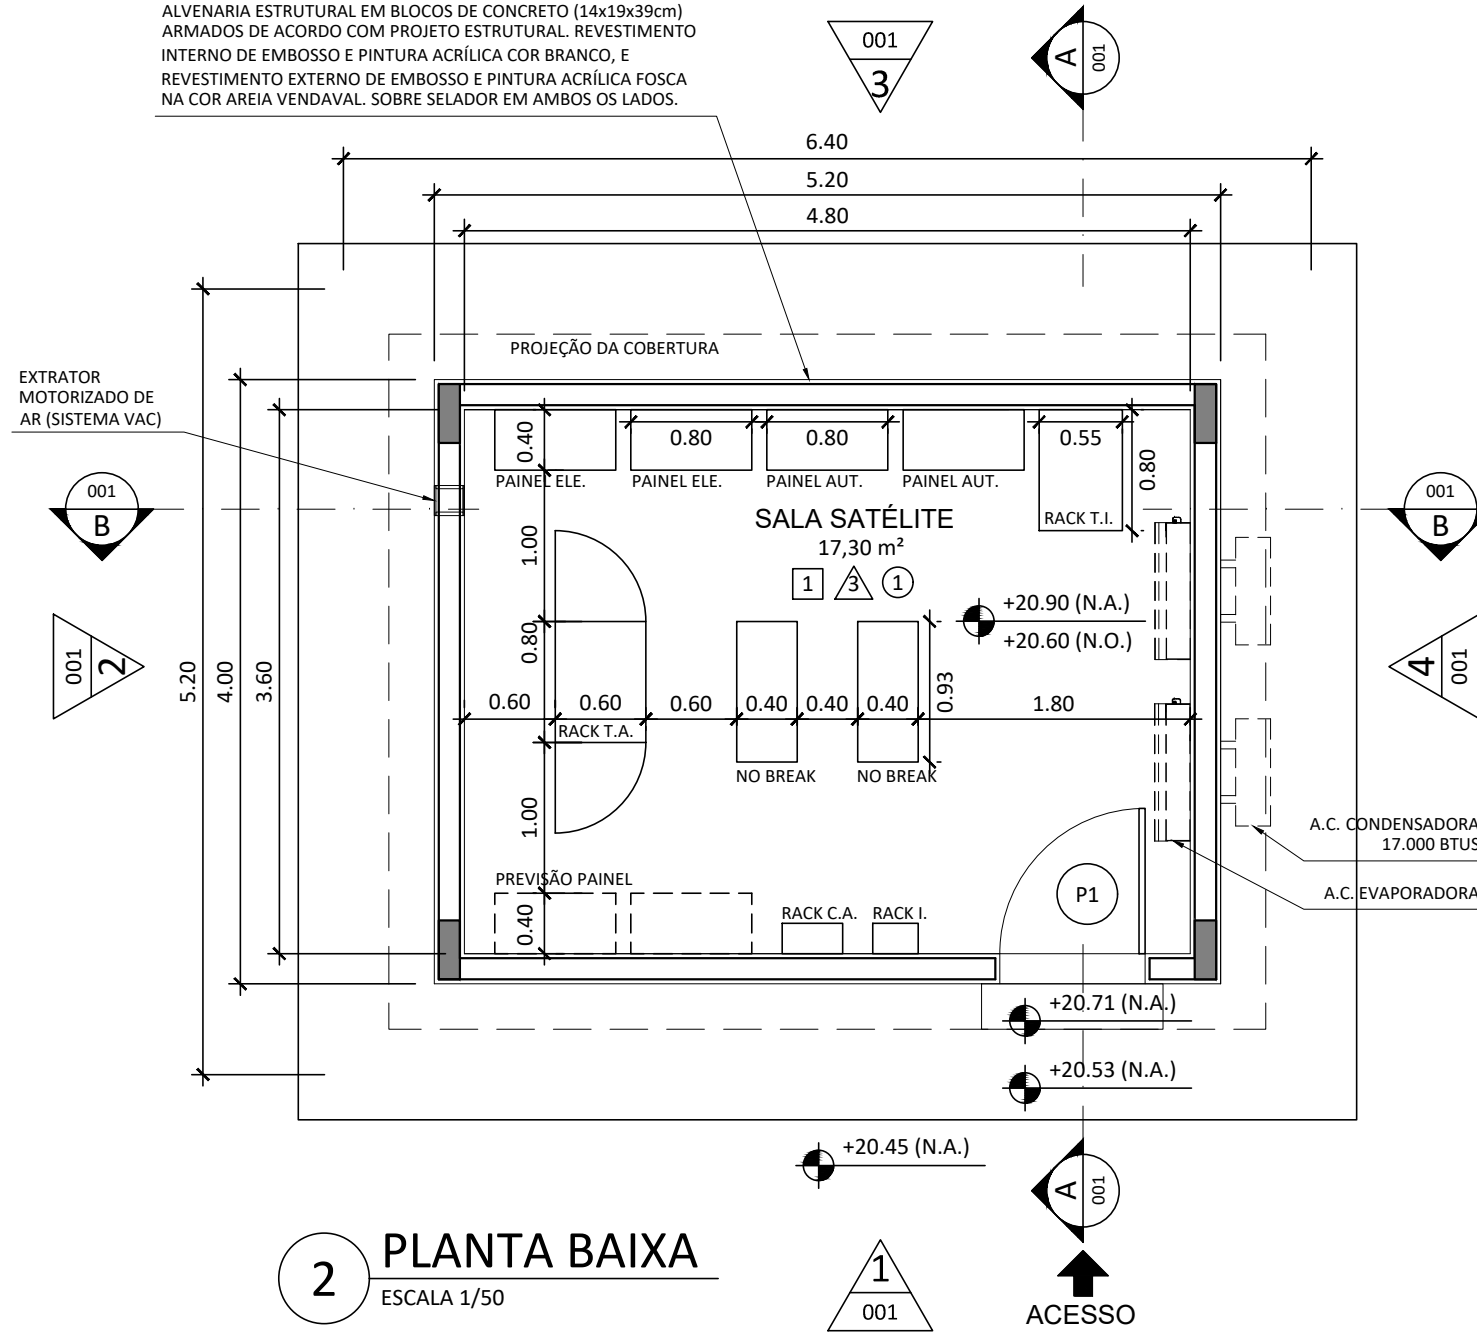 ALVENARIA ESTRUTURAL EM BLOCOS DE CONCRETO (14x19x39cm)
ARMADOS DE ACORDO COM PROJETO ESTRUTURAL. REVESTIMENTO
INTERNO DE EMBOSSO E PINTURA ACRÍLICA COR BRANCO, E
REVESTIMENTO EXTERNO DE EMBOSSO E PINTURA ACRÍLICA FOSCA
NA COR AREIA VENDAVAL. SOBRE SELADOR EM AMBOS OS LADOS.
001
3
A
001
6.40
5.20
4.80
PROJEÇÃO DA COBERTURA
EXTRATOR
MOTORIZADO DE
AR (SISTEMA VAC)
0.40
0.80
0.80
0.55
0.80
PAINEL ELE.
PAINEL ELE.
PAINEL AUT.
PAINEL AUT.
RACK T.I.
001
B
001
B
SALA SATÉLITE
17,30 m²
1
3
1
1.00
+20.90 (N.A.)
+20.60 (N.O.)
001
2
5.20
4.00
3.60
0.80
0.93
4
001
0.60
0.60
0.60
0.40
0.40
0.40
1.80
RACK T.A.
NO BREAK
NO BREAK
1.00
A.C. CONDENSADORA
17.000 BTUS
PREVISÃO PAINEL
P1
A.C. EVAPORADORA
0.40
RACK C.A.
RACK I.
+20.71 (N.A.)
+20.53 (N.A.)
+20.45 (N.A.)
A
001
2
PLANTA BAIXA
ESCALA 1/50
1
001
ACESSO